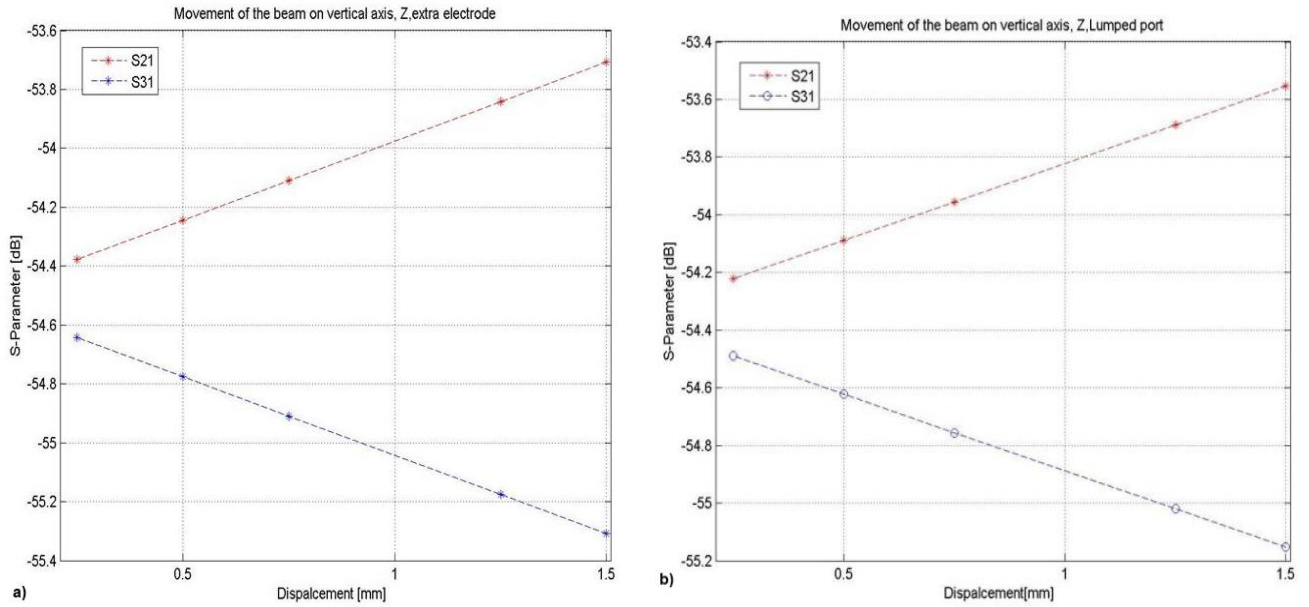 Movement of the beam on vertical axis, Z,extra electrode
S21
S31
-53.6
-53.8
-54
-54.2
-54.4
-54.6
-54.8
-55
-55.2
-55.4
S-Parameter [dB]
0.5
1
1.5
Dispalcement [mm]
a)
Movement of the beam on vertical axis, Z,Lumped port
S21
S31
-53.4
-53.6
-53.8
-54
-54.2
-54.4
-54.6
-54.8
-55
-55.2
S-Parameter [dB]
0.5
1
1.5
Dispalcement[mm]
b)